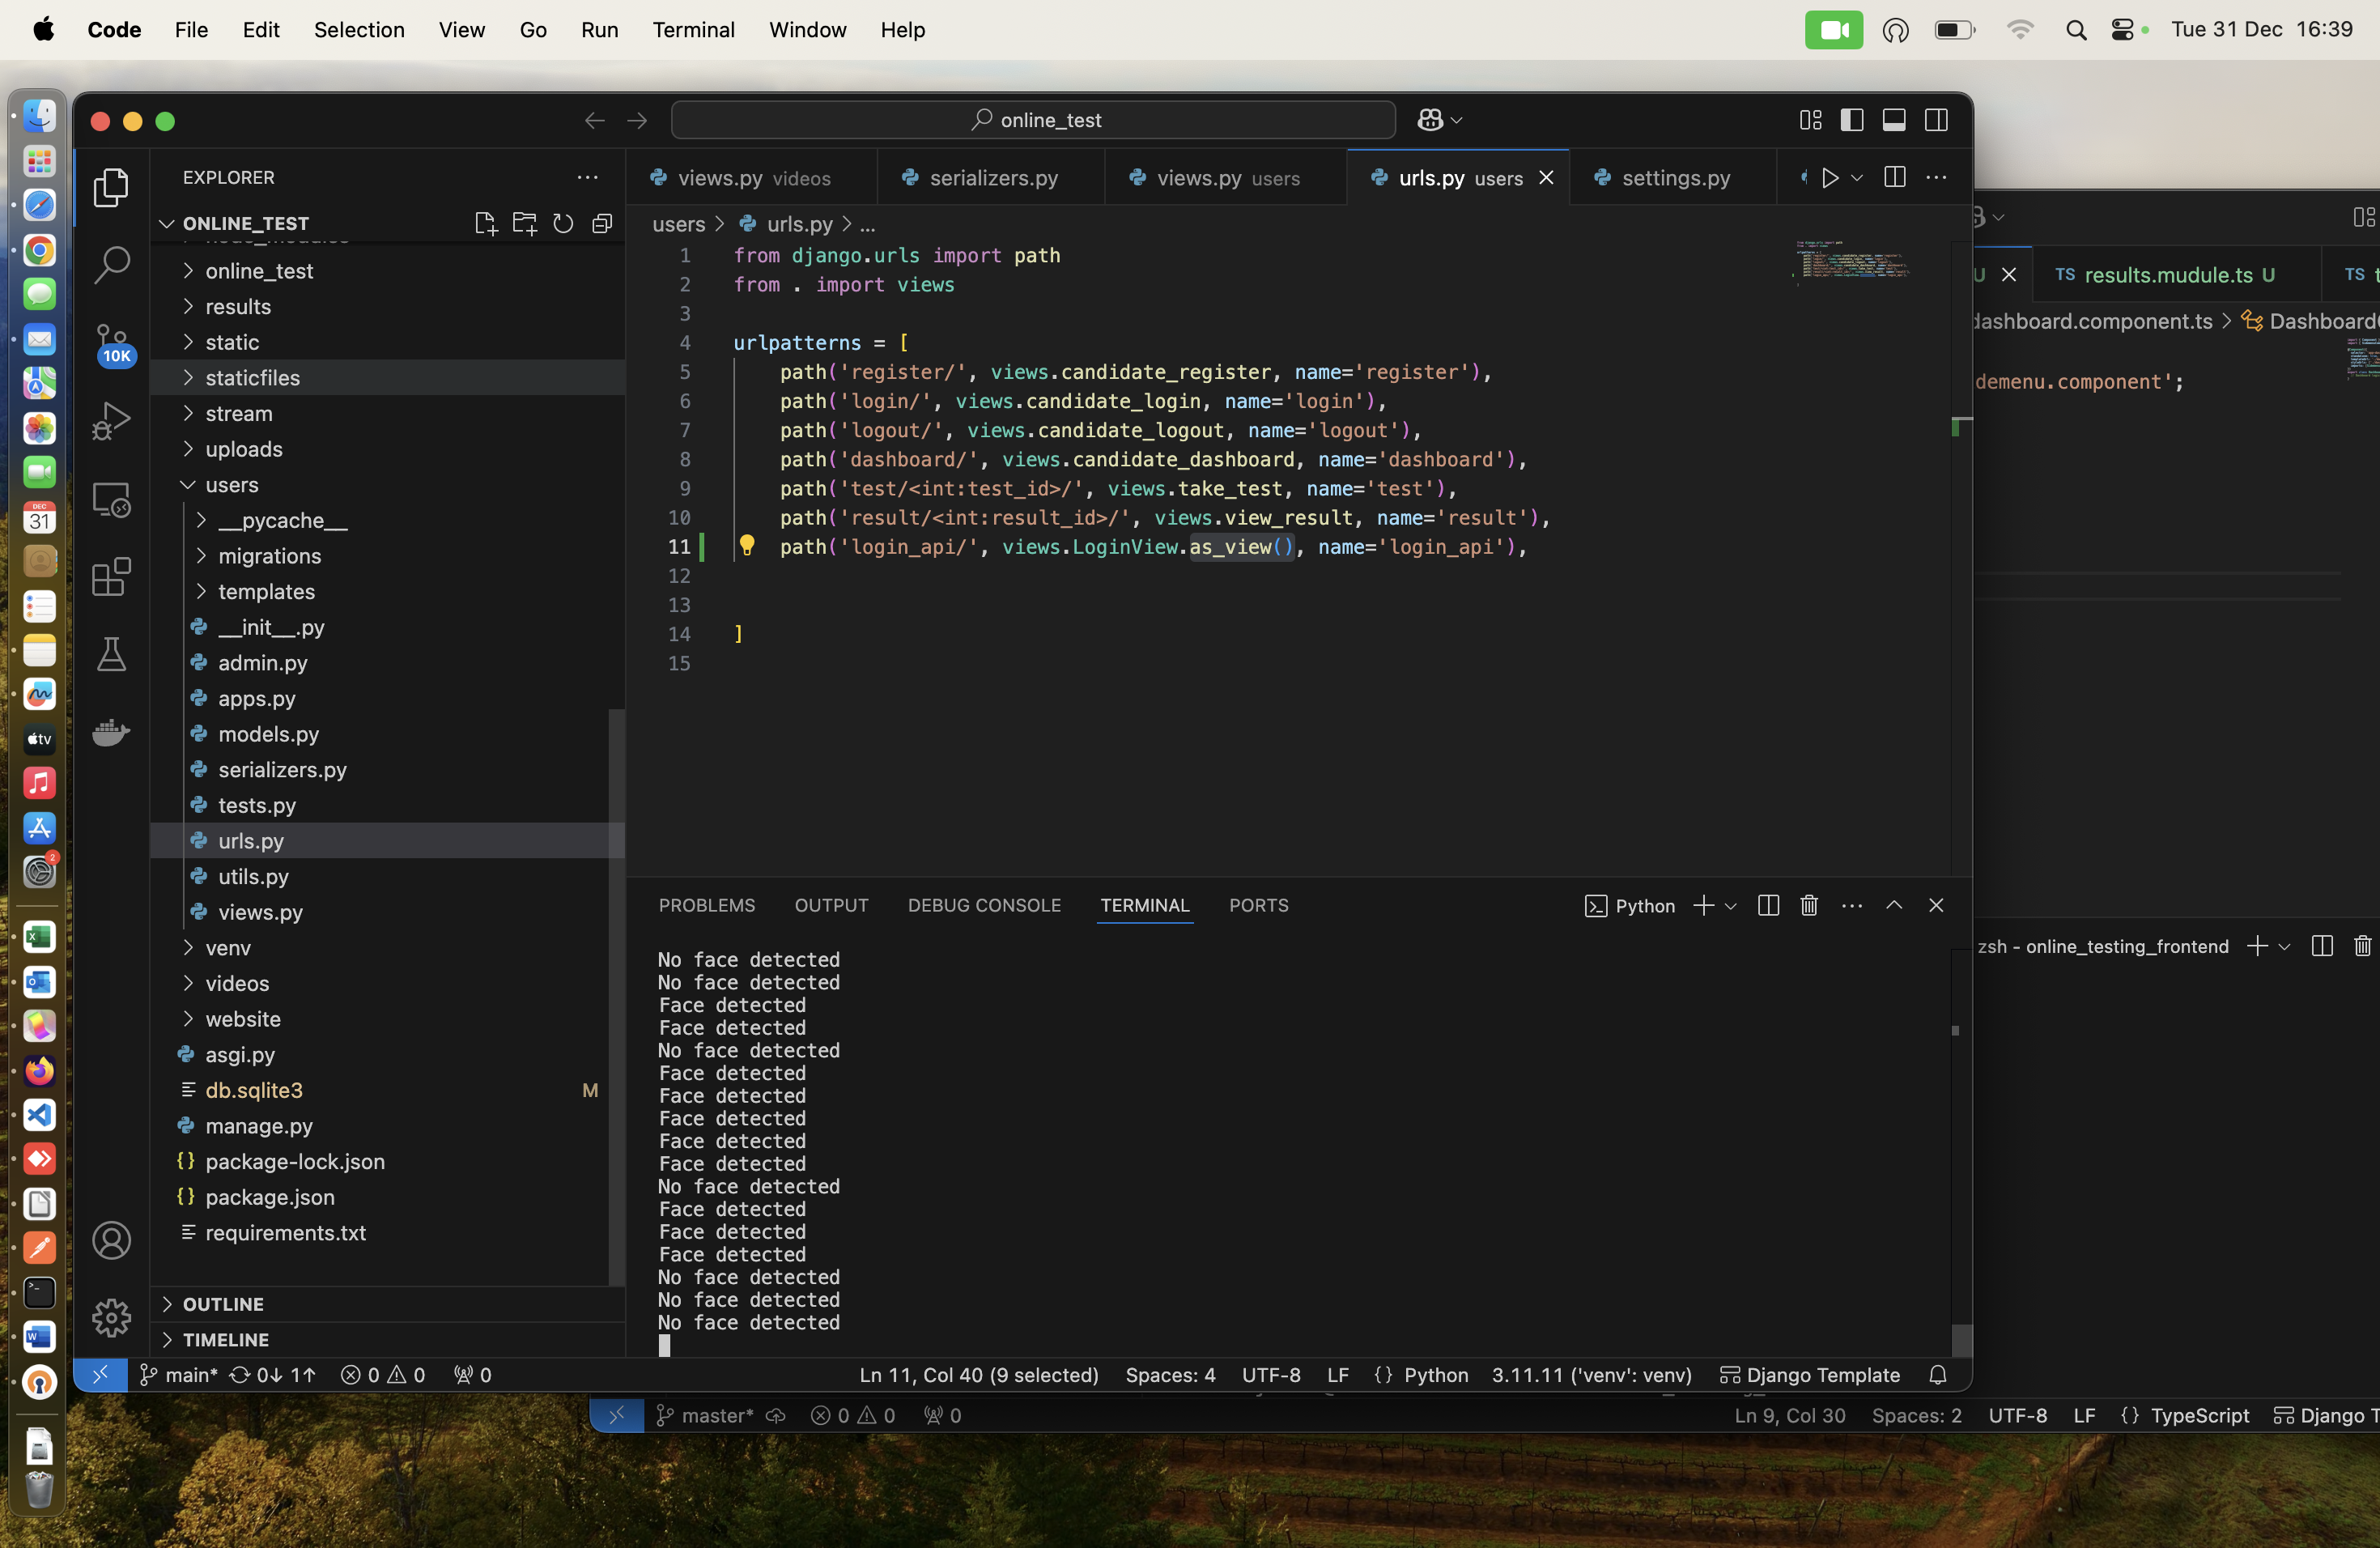 Code File Edit Selection View Go Run Terminal Window Help Tue 31 Dec 16:39
online_test
EXPLORER
views.py videos serializers.py views.py users urls.py users settings.py
ONLINE_TEST
users > urls.py > ...
online_test
results
static
staticfiles
stream
uploads
users
__pycache__
migrations
templates
__init__.py
admin.py
apps.py
models.py
serializers.py
tests.py
urls.py
utils.py
views.py
venv
videos
website
asgi.py
db.sqlite3 M
manage.py
{} package-lock.json
{} package.json
requirements.txt
OUTLINE
TIMELINE
10K
1 from django.urls import path
2 from . import views
3
4 urlpatterns = [
5 path('register/', views.candidate_register, name='register'),
6 path('login/', views.candidate_login, name='login'),
7 path('logout/', views.candidate_logout, name='logout'),
8 path('dashboard/', views.candidate_dashboard, name='dashboard'),
9 path('test/<int:test_id>/', views.take_test, name='test'),
10 path('result/<int:result_id>/', views.view_result, name='result'),
11 path('login_api/', views.LoginView.as_view(), name='login_api'),
12
13
14 ]
15
PROBLEMS OUTPUT DEBUG CONSOLE TERMINAL PORTS Python
No face detected
No face detected
Face detected
Face detected
No face detected
Face detected
Face detected
Face detected
Face detected
Face detected
No face detected
Face detected
Face detected
Face detected
No face detected
No face detected
No face detected
main* 0↓ 1↑ 0 0 0 Ln 11, Col 40 (9 selected) Spaces: 4 UTF-8 LF {} Python 3.11.11 ('venv': venv) Django Template
U TS results.mudule.ts U TS
dashboard.component.ts >
demenu.component';
zsh - online_testing_frontend
master* 0 0 0 Ln 9, Col 30 Spaces: 2 UTF-8 LF {} TypeScript Django
DEC
31
tv
2